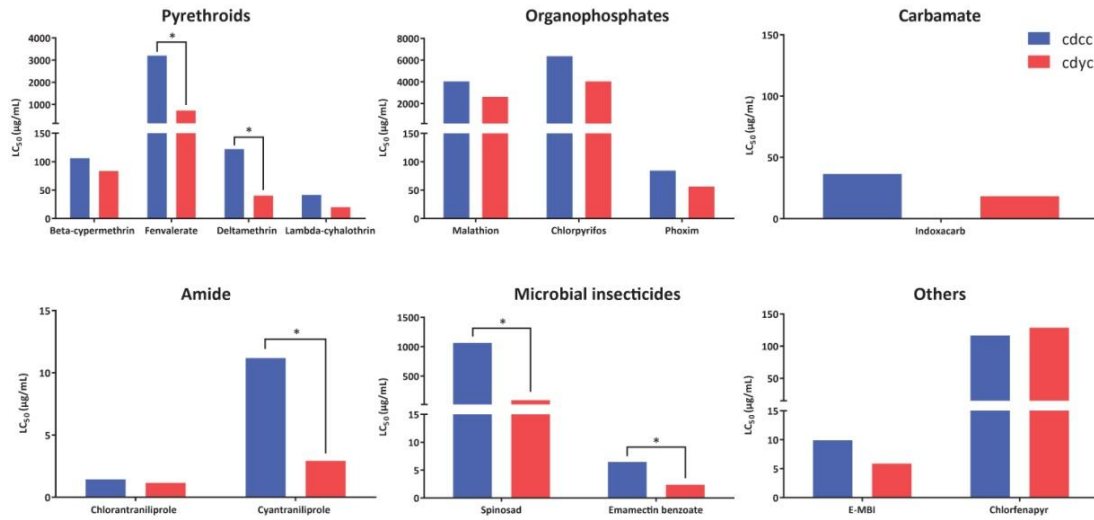 Pyrethroids
LC50 (µg/mL)
4000
3000
2000
1000
150
100
50
0
*
*
Beta-cypermethrin Fenvalerate Deltamethrin Lambda-cyhalothrin
Organophosphates
LC50 (µg/mL)
8000
6000
4000
2000
150
100
50
0
Malathion Chlorpyrifos Phoxim
Carbamate
LC50 (µg/mL)
150
100
50
0
Indoxacarb
cdcc
cdyc
Amide
LC50 (µg/mL)
15
10
5
0
*
Chlorantraniliprole Cyantraniliprole
Microbial insecticides
LC50 (µg/mL)
1500
1000
500
15
10
5
0
*
*
Spinosad Emamectin benzoate
Others
LC50 (µg/mL)
150
100
50
15
10
5
0
E-MBI Chlorfenapyr